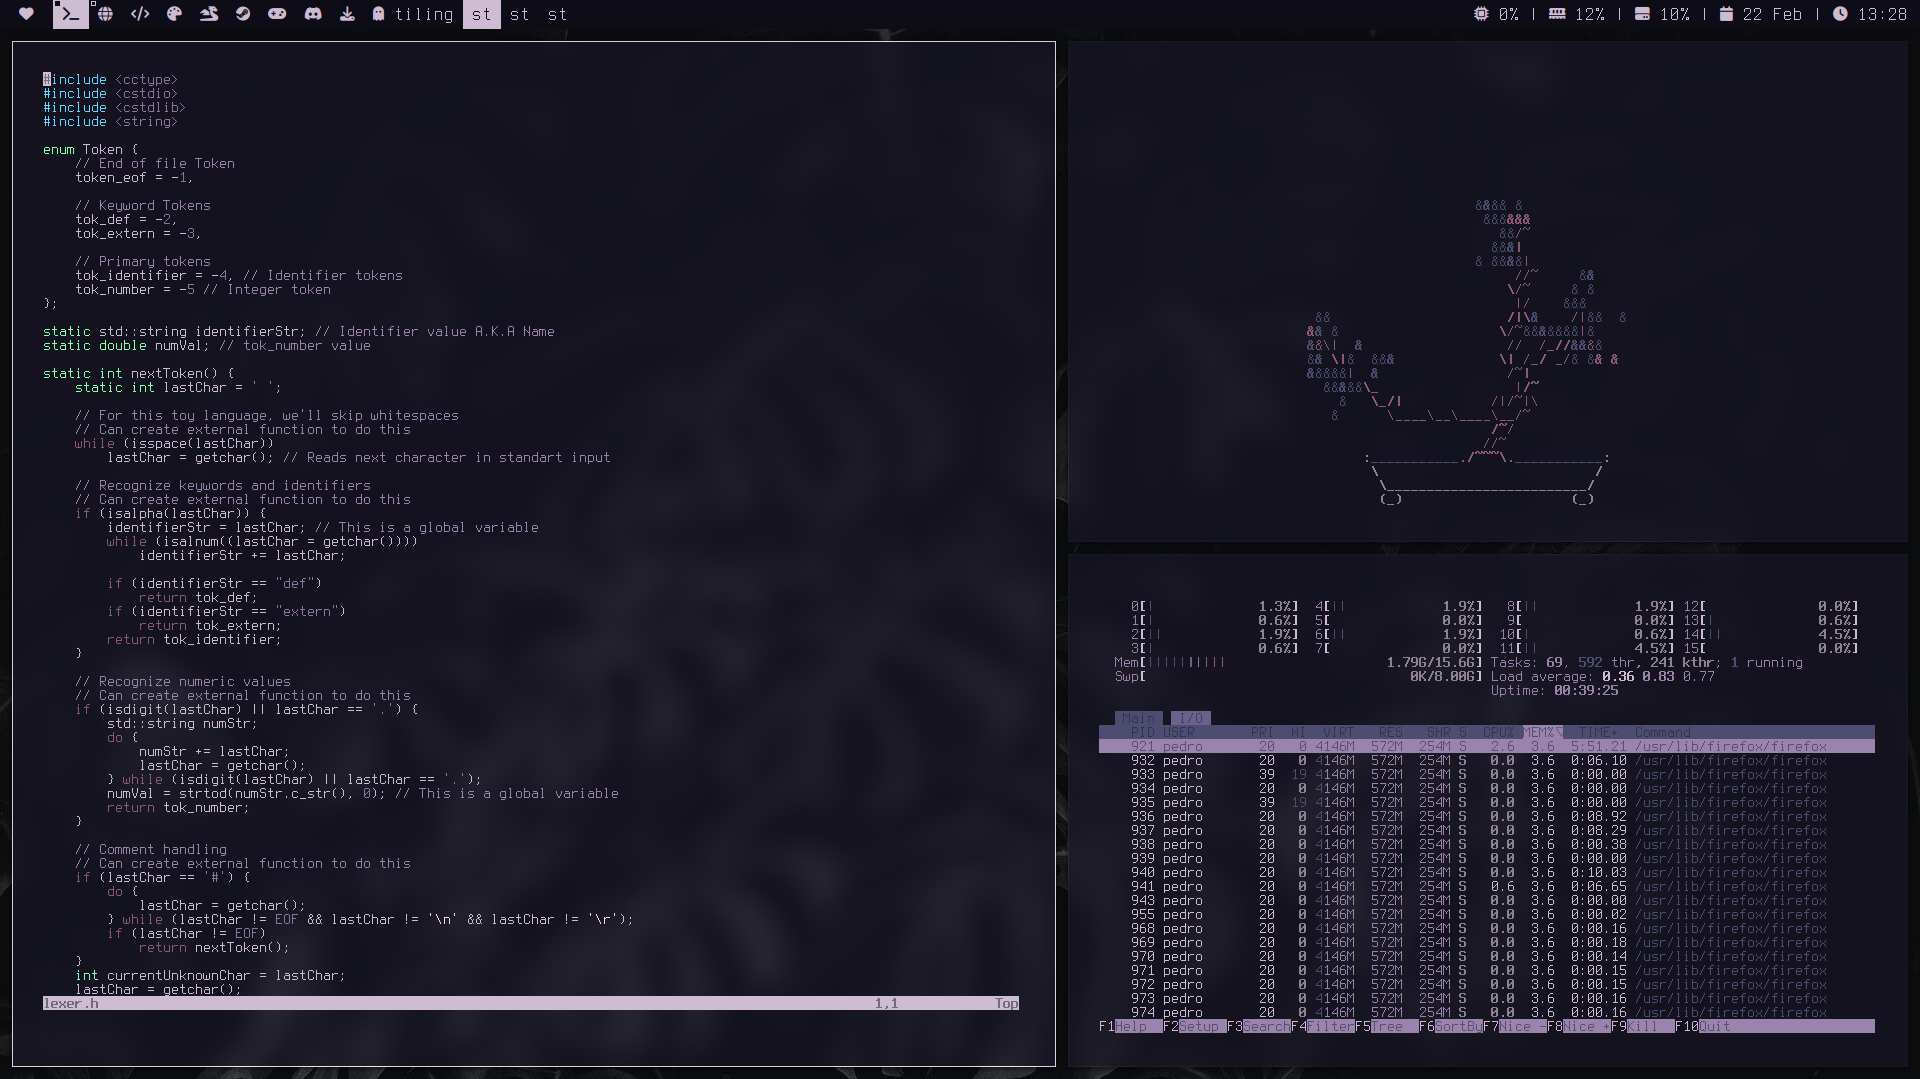 tiling st st st 0% | 12% | 10% | 22 Feb | 13:28
#include <cctype>
#include <cstdio>
#include <cstdlib>
#include <string>
enum Token {
// End of file Token
token_eof = -1,
// Keyword Tokens
tok_def = -2,
tok_extern = -3,
// Primary tokens
tok_identifier = -4, // Identifier tokens
tok_number = -5 // Integer token
};
static std::string identifierStr; // Identifier value A.K.A Name
static double numVal; // tok_number value
static int nextToken() {
static int lastChar = ' ';
// For this toy language, we'll skip whitespaces
// Can create external function to do this
while (isspace(lastChar))
lastChar = getchar(); // Reads next character in standart input
// Recognize keywords and identifiers
// Can create external function to do this
if (isalpha(lastChar)) {
identifierStr = lastChar; // This is a global variable
while (isalnum((lastChar = getchar())))
identifierStr += lastChar;
if (identifierStr == "def")
return tok_def;
if (identifierStr == "extern")
return tok_extern;
return tok_identifier;
}
// Recognize numeric values
// Can create external function to do this
if (isdigit(lastChar) || lastChar == '.') {
std::string numStr;
do {
numStr += lastChar;
lastChar = getchar();
} while (isdigit(lastChar) || lastChar == '.');
numVal = strtod(numStr.c_str(), 0); // This is a global variable
return tok_number;
}
// Comment handling
// Can create external function to do this
if (lastChar == '#') {
do {
lastChar = getchar();
} while (lastChar != EOF && lastChar != '\n' && lastChar != '\r');
if (lastChar != EOF)
return nextToken();
}
int currentUnknownChar = lastChar;
lastChar = getchar();
lexer.h 1,1 Top
0[| 1.3%] 4[|| 1.9%] 8[|| 1.9%] 12[ 0.0%]
1[| 0.6%] 5[ 0.0%] 9[ 0.0%] 13[| 0.6%]
2[|| 1.9%] 6[|| 1.9%] 10[| 0.6%] 14[|| 4.5%]
3[| 0.6%] 7[ 0.0%] 11[|| 4.5%] 15[ 0.0%]
Mem[|||||||||| 1.79G/15.6G] Tasks: 69, 592 thr, 241 kthr; 1 running
Swp[ 0K/8.00G] Load average: 0.36 0.83 0.77
Uptime: 00:39:25
Main I/O
PID USER PRI NI VIRT RES SHR S CPU% MEM%▽ TIME+ Command
921 pedro 20 0 4146M 572M 254M S 2.6 3.6 5:51.21 /usr/lib/firefox/firefox
932 pedro 20 0 4146M 572M 254M S 0.0 3.6 0:06.10 /usr/lib/firefox/firefox
933 pedro 39 19 4146M 572M 254M S 0.0 3.6 0:00.00 /usr/lib/firefox/firefox
934 pedro 20 0 4146M 572M 254M S 0.0 3.6 0:00.00 /usr/lib/firefox/firefox
935 pedro 39 19 4146M 572M 254M S 0.0 3.6 0:00.00 /usr/lib/firefox/firefox
936 pedro 20 0 4146M 572M 254M S 0.0 3.6 0:08.92 /usr/lib/firefox/firefox
937 pedro 20 0 4146M 572M 254M S 0.0 3.6 0:08.29 /usr/lib/firefox/firefox
938 pedro 20 0 4146M 572M 254M S 0.0 3.6 0:00.38 /usr/lib/firefox/firefox
939 pedro 20 0 4146M 572M 254M S 0.0 3.6 0:00.00 /usr/lib/firefox/firefox
940 pedro 20 0 4146M 572M 254M S 0.0 3.6 0:10.03 /usr/lib/firefox/firefox
941 pedro 20 0 4146M 572M 254M S 0.6 3.6 0:06.65 /usr/lib/firefox/firefox
943 pedro 20 0 4146M 572M 254M S 0.0 3.6 0:00.00 /usr/lib/firefox/firefox
955 pedro 20 0 4146M 572M 254M S 0.0 3.6 0:00.02 /usr/lib/firefox/firefox
968 pedro 20 0 4146M 572M 254M S 0.0 3.6 0:00.16 /usr/lib/firefox/firefox
969 pedro 20 0 4146M 572M 254M S 0.0 3.6 0:00.18 /usr/lib/firefox/firefox
970 pedro 20 0 4146M 572M 254M S 0.0 3.6 0:00.14 /usr/lib/firefox/firefox
971 pedro 20 0 4146M 572M 254M S 0.0 3.6 0:00.15 /usr/lib/firefox/firefox
972 pedro 20 0 4146M 572M 254M S 0.0 3.6 0:00.15 /usr/lib/firefox/firefox
973 pedro 20 0 4146M 572M 254M S 0.0 3.6 0:00.16 /usr/lib/firefox/firefox
974 pedro 20 0 4146M 572M 254M S 0.0 3.6 0:00.16 /usr/lib/firefox/firefox
F1Help F2Setup F3SearchF4FilterF5Tree F6SortByF7Nice -F8Nice +F9Kill F10Quit